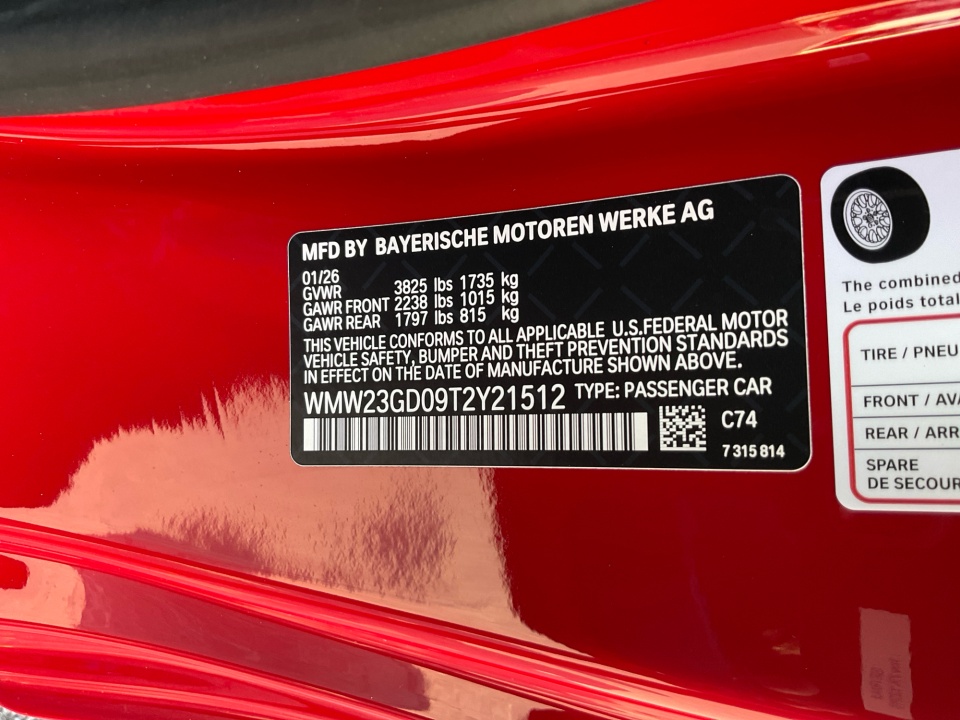 MFD BY BAYERISCHE MOTOREN WERKE AG
01/26
GVWR 3825 lbs 1735 kg
GAWR FRONT 2238 lbs 1015 kg
GAWR REAR 1797 lbs 815 kg
THIS VEHICLE CONFORMS TO ALL APPLICABLE U.S.FEDERAL MOTOR
VEHICLE SAFETY, BUMPER AND THEFT PREVENTION STANDARDS
IN EFFECT ON THE DATE OF MANUFACTURE SHOWN ABOVE.
WMW23GD09T2Y21512 TYPE: PASSENGER CAR
C74
7 315 814
The combined
Le poids total
TIRE / PNEU
FRONT / AVA
REAR / ARR
SPARE
DE SECOUR